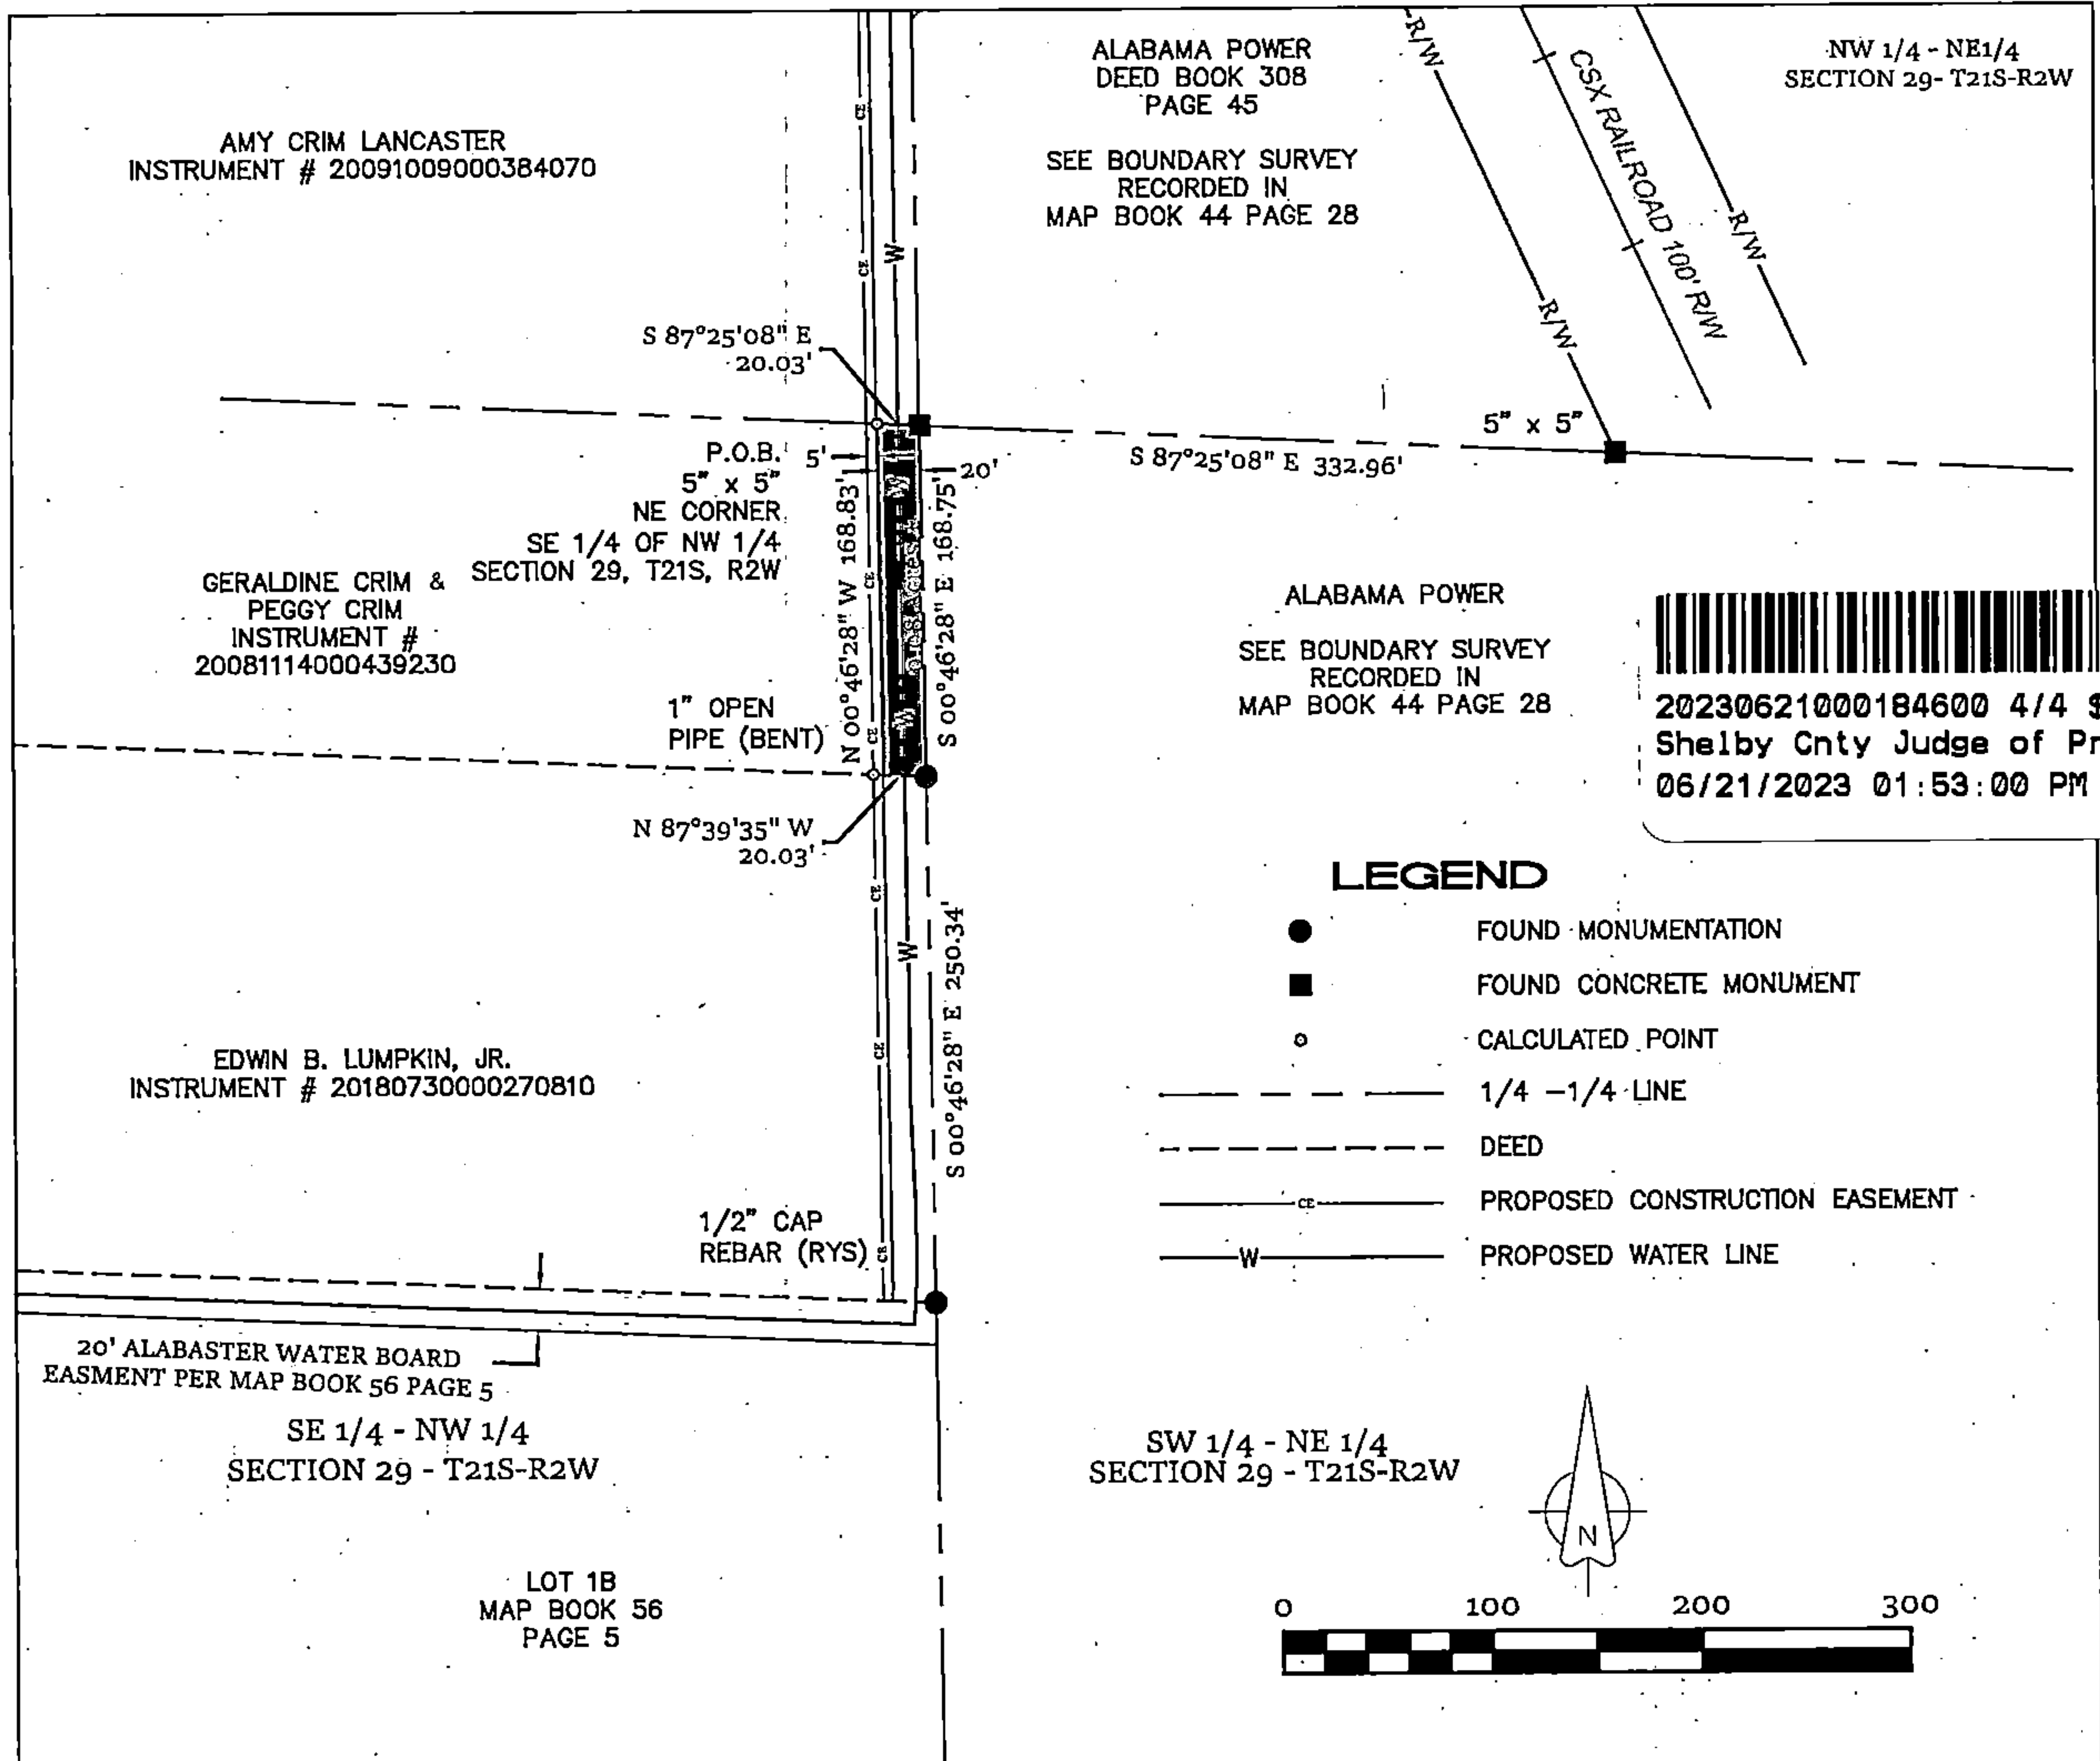 AMY CRIM LANCASTER
INSTRUMENT # 20091009000384070
ALABAMA POWER
DEED BOOK 308
PAGE 45
SEE BOUNDARY SURVEY
RECORDED IN
MAP BOOK 44 PAGE 28
R/W
R/W
CSX RAILROAD 100' R/W
R/W
NW 1/4 - NE1/4
SECTION 29- T21S-R2W
CE
CE
W
S 87°25'08" E
20.03'
5" x 5"
S 87°25'08" E 332.96'
P.O.B.
5" x 5"
NE CORNER
SE 1/4 OF NW 1/4
SECTION 29, T21S, R2W
5'
20'
N 00°46'28" W 168.83'
S 00°46'28" E 168.75'
W
W
CE
CE
GERALDINE CRIM &
PEGGY CRIM
INSTRUMENT #
20081114000439230
1" OPEN
PIPE (BENT)
N 87°39'35" W
20.03'
ALABAMA POWER
SEE BOUNDARY SURVEY
RECORDED IN
MAP BOOK 44 PAGE 28
20230621000184600 4/4 $
Shelby Cnty Judge of Pr
06/21/2023 01:53:00 PM
CE
W
CE
S 00°46'28" E 250.34'
EDWIN B. LUMPKIN, JR.
INSTRUMENT # 20180730000270810
1/2" CAP
REBAR (RYS)
CE
20' ALABASTER WATER BOARD
EASMENT PER MAP BOOK 56 PAGE 5
SE 1/4 - NW 1/4
SECTION 29 - T21S-R2W
LOT 1B
MAP BOOK 56
PAGE 5
LEGEND
FOUND MONUMENTATION
FOUND CONCRETE MONUMENT
CALCULATED POINT
1/4 -1/4 LINE
DEED
CE PROPOSED CONSTRUCTION EASEMENT
W PROPOSED WATER LINE
SW 1/4 - NE 1/4
SECTION 29 - T21S-R2W
N
0 100 200 300